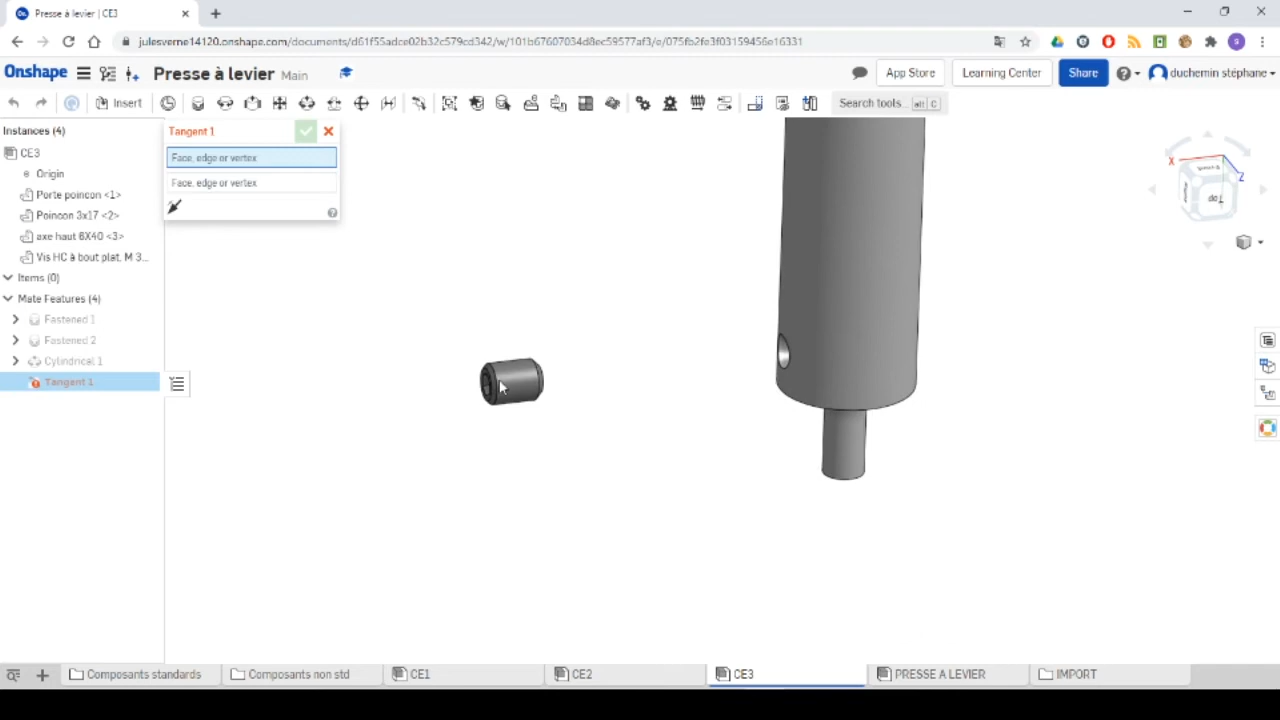 Presse à levier | CE3
julesverne14120.onshape.com/documents/d61f55adce02b32c579cd342/w/101b67607034d8ec59577af3/e/075fb2fe3f03159456e16331
Onshape Presse à levier Main App Store Learning Center Share duchemin stéphane
Insert Search tools... alt C
Instances (4)
CE3
Origin
Porte poincon <1>
Poincon 3x17 <2>
axe haut 6X40 <3>
Vis HC à bout plat. M 3...
Items (0)
Mate Features (4)
Fastened 1
Fastened 2
Cylindrical 1
Tangent 1
Tangent 1
Face, edge or vertex
Face, edge or vertex
X
Z
Top
Composants standards Composants non std CE1 CE2 CE3 PRESSE A LEVIER IMPORT